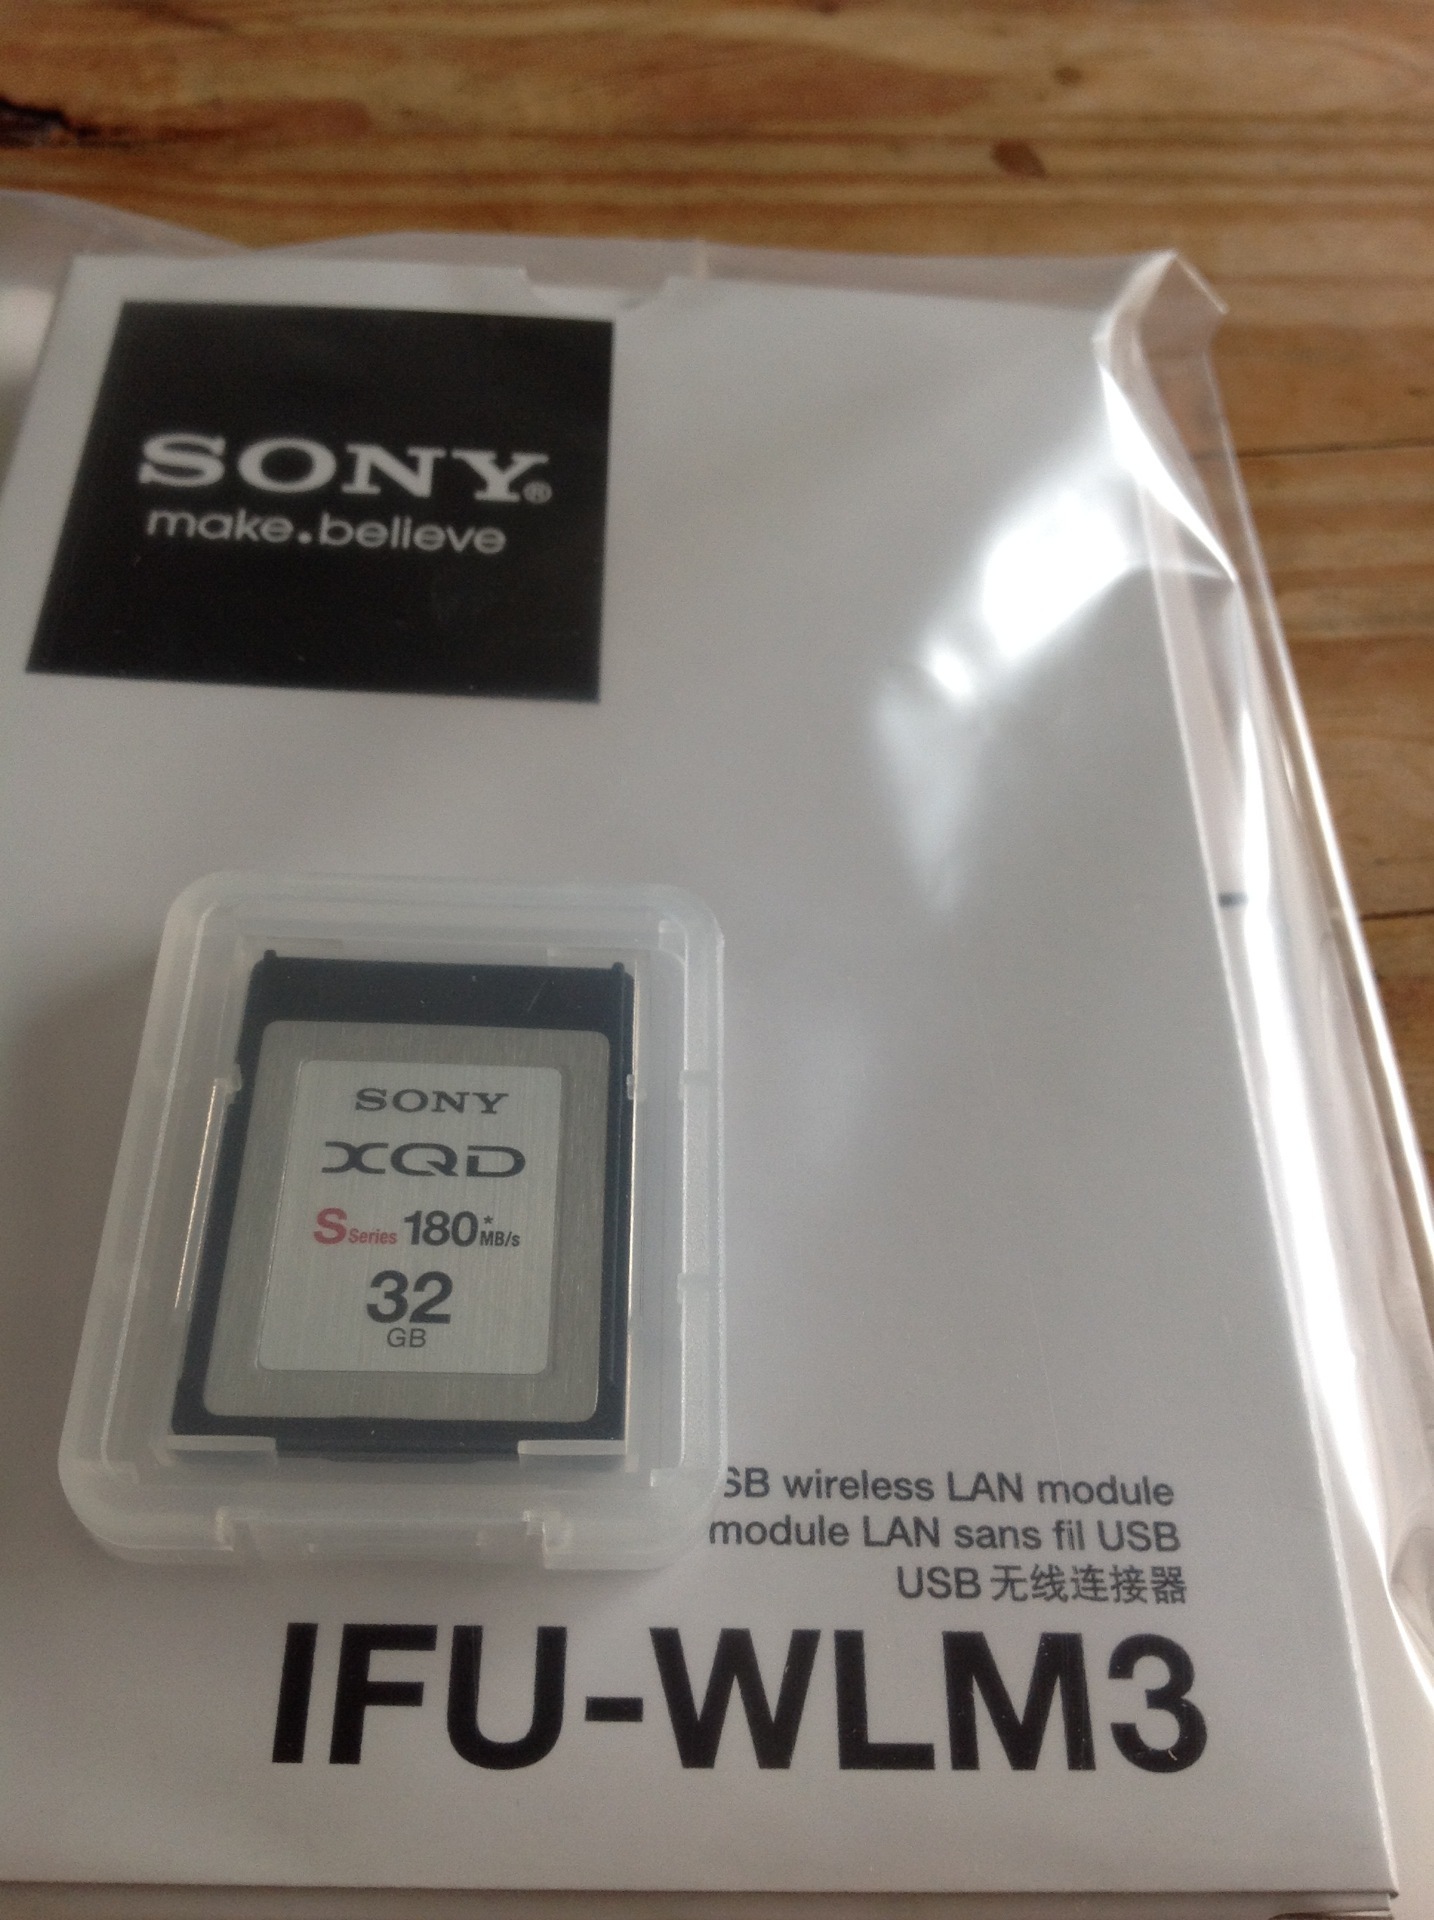 SONY®
make.believe
SONY
XQD
S Series 180* MB/s
32
GB
SB wireless LAN module
module LAN sans fil USB
USB 无线连接器
IFU-WLM3